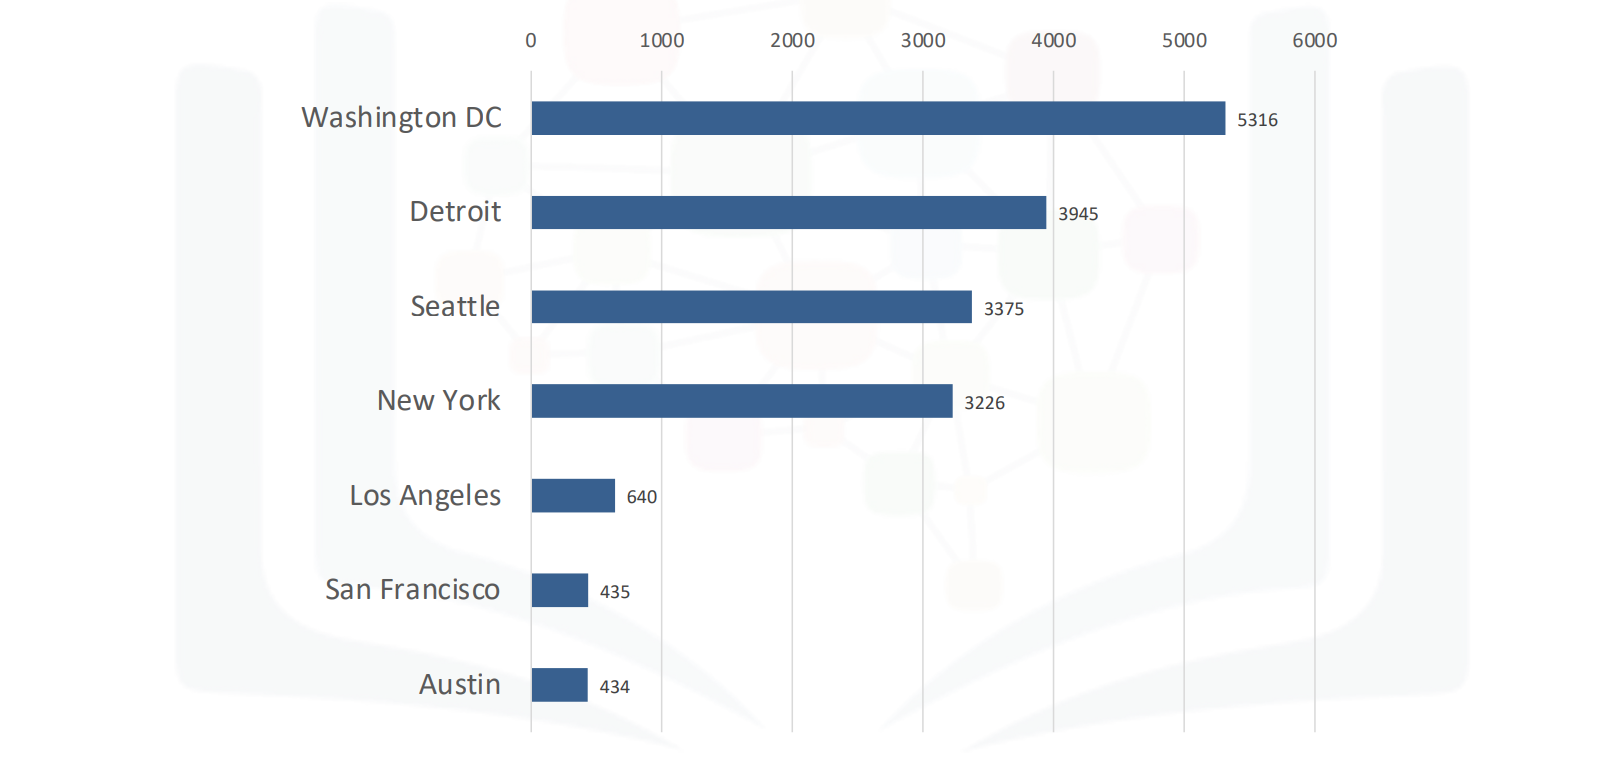 0 1000 2000 3000 4000 5000 6000
Washington DC 5316
Detroit 3945
Seattle 3375
New York 3226
Los Angeles 640
San Francisco 435
Austin 434